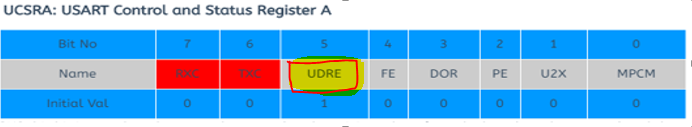 UCSRA: USART Control and Status Register A
Bit No 7 6 5 4 3 2 1 0
Name RXC TXC UDRE FE DOR PE U2X MPCM
Initial Val 0 0 1 0 0 0 0 0